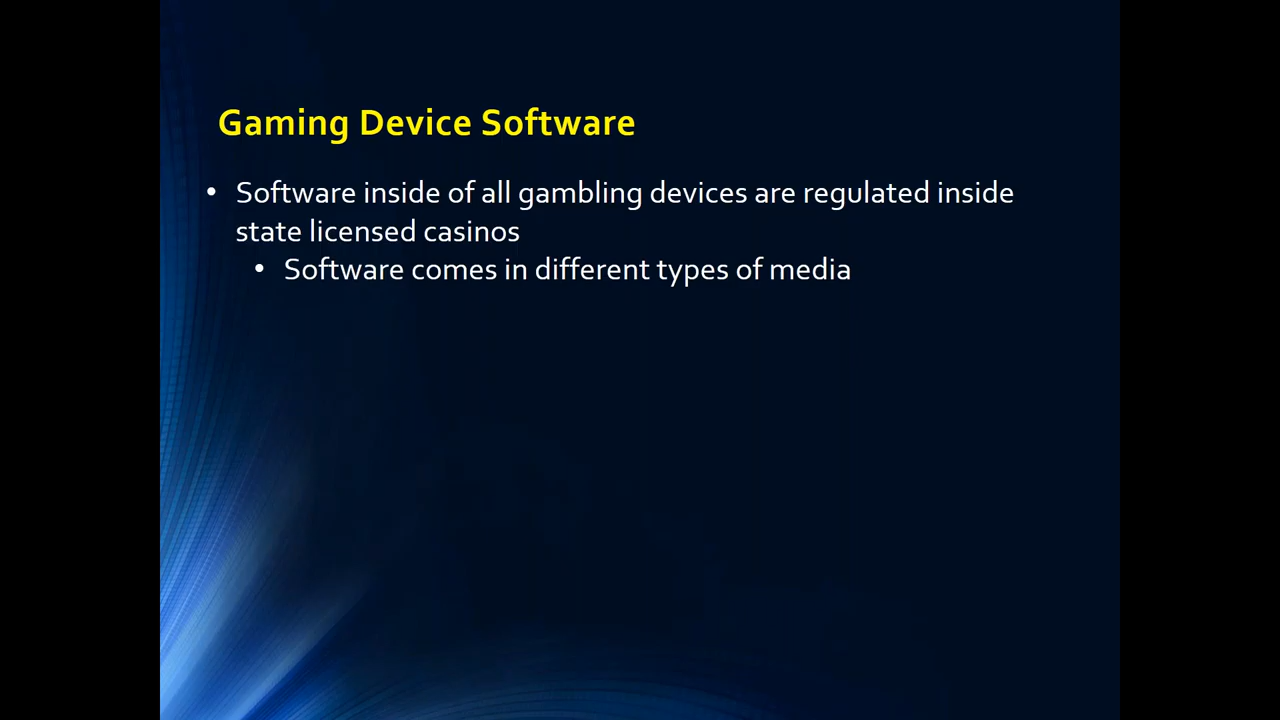 Gaming Device Software
• Software inside of all gambling devices are regulated inside
state licensed casinos
• Software comes in different types of media